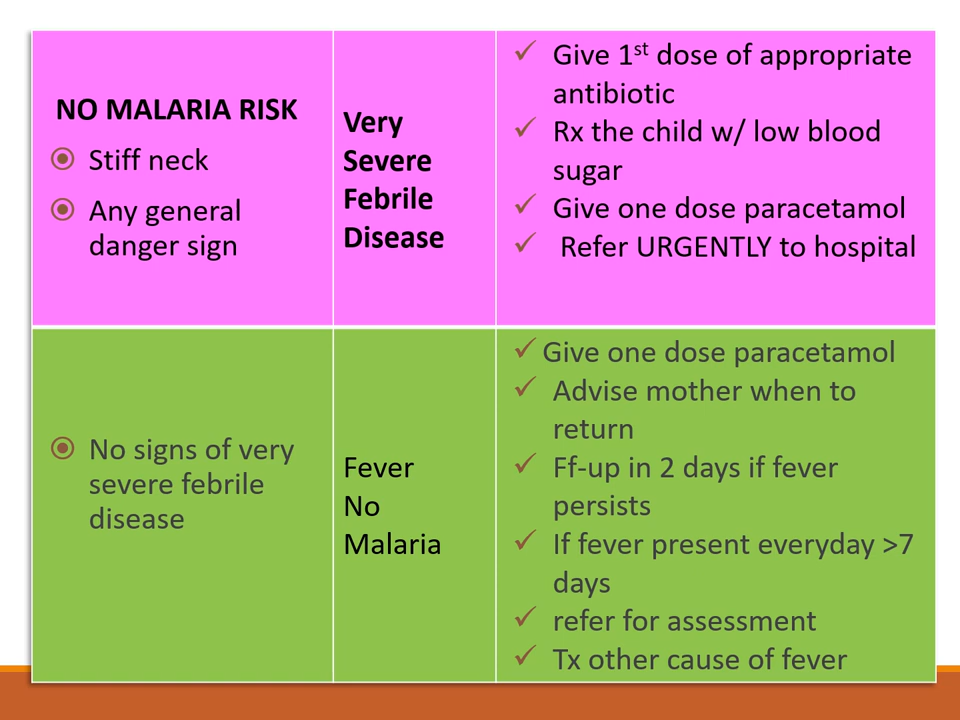 NO MALARIA RISK
Stiff neck
Any general
danger sign
Very
Severe
Febrile
Disease
Give 1st dose of appropriate
antibiotic
Rx the child w/ low blood
sugar
Give one dose paracetamol
Refer URGENTLY to hospital
No signs of very
severe febrile
disease
Fever
No
Malaria
Give one dose paracetamol
Advise mother when to
return
Ff-up in 2 days if fever
persists
If fever present everyday >7
days
refer for assessment
Tx other cause of fever